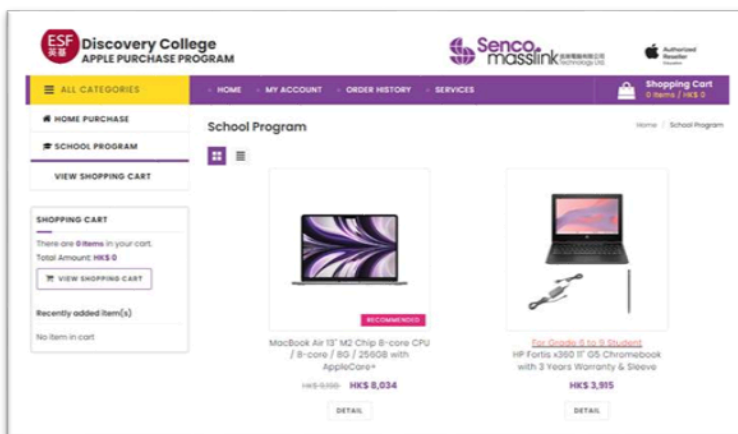 ESF
英基
Discovery College
APPLE PURCHASE PROGRAM
Senco
masslink
Technology Ltd.
Authorized
Reseller
ALL CATEGORIES
HOME
MY ACCOUNT
ORDER HISTORY
SERVICES
Shopping Cart
0 items / HK$ 0
HOME PURCHASE
SCHOOL PROGRAM
VIEW SHOPPING CART
School Program
Home / School Program
SHOPPING CART
There are 0 items in your cart.
Total Amount: HK$ 0
VIEW SHOPPING CART
Recently added item(s)
No item in cart
RECOMMENDED
MacBook Air 13" M2 Chip 8-core CPU
/ 8-core / 8G / 256GB with
AppleCare+
HK$ 8,034
DETAIL
For Grade 6 to 9 Student
HP Fortis x360 11" G5 Chromebook
with 3 Years Warranty & Sleeve
HK$ 3,915
DETAIL